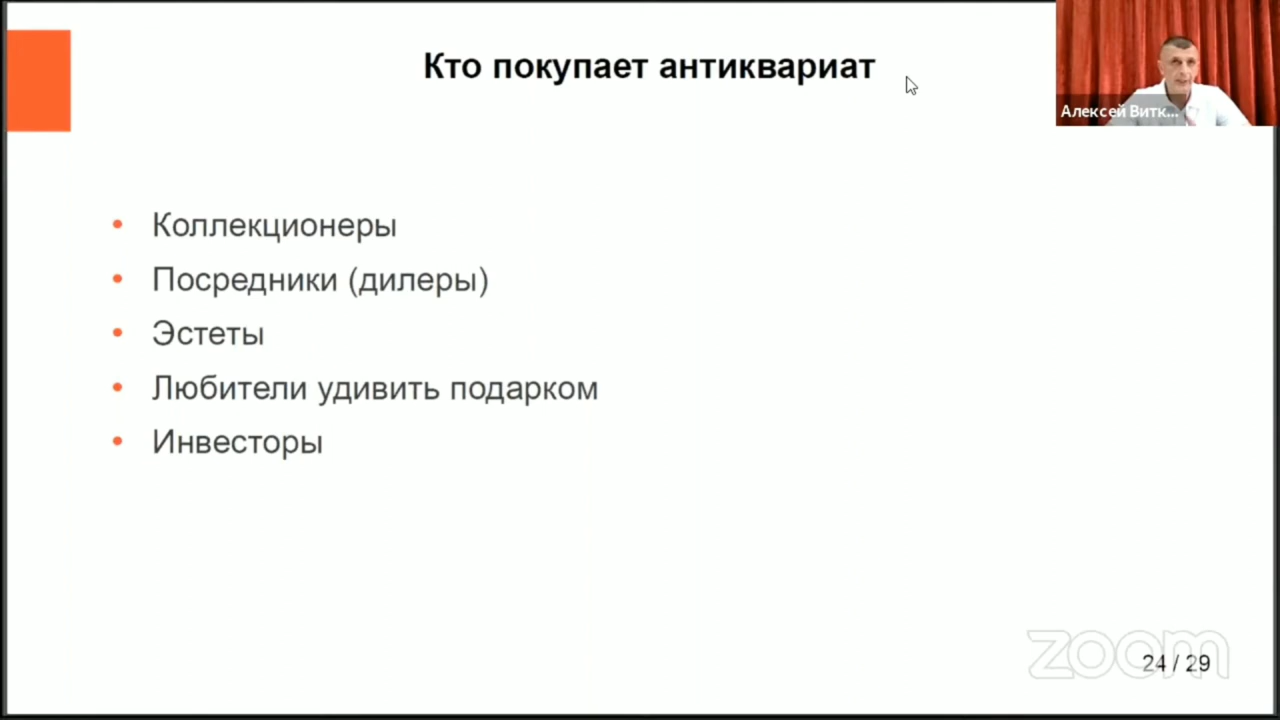 Кто покупает антиквариат
Алексей Витк...
Коллекционеры
Посредники (дилеры)
Эстеты
Любители удивить подарком
Инвесторы
zoom
24 / 29